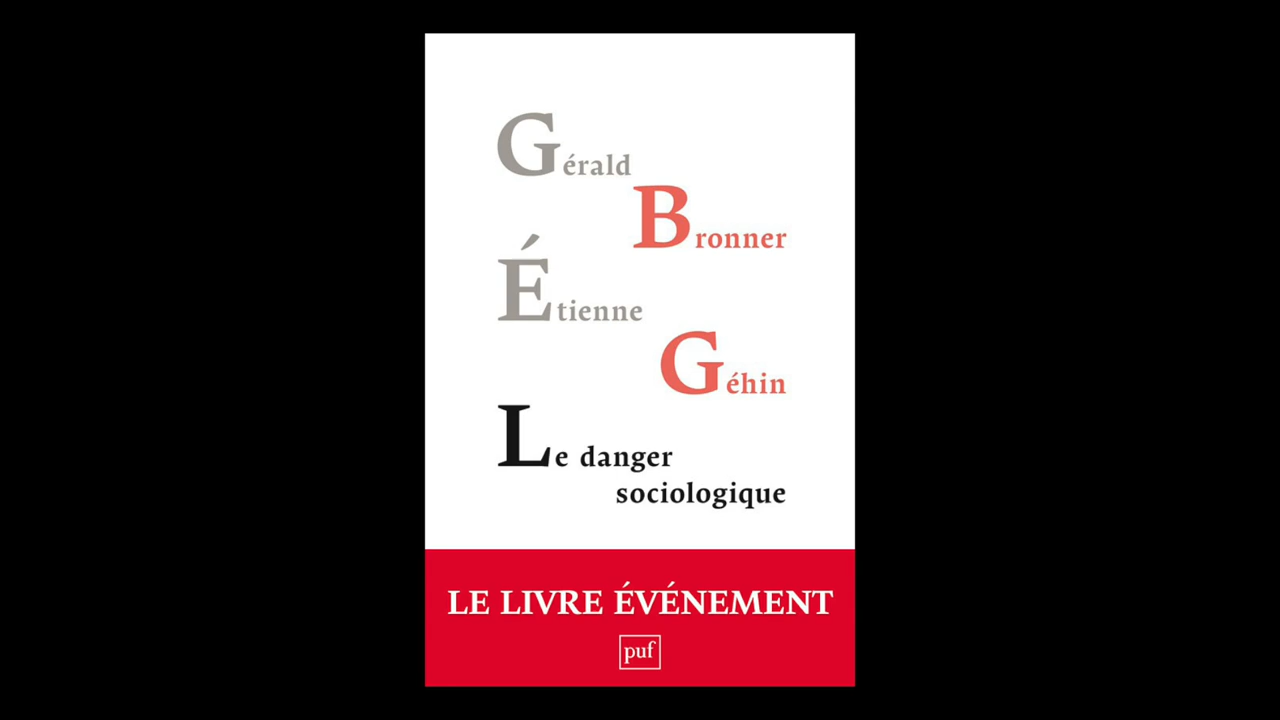 Gérald
Bronner
Étienne
Géhin
Le danger
sociologique
LE LIVRE ÉVÉNEMENT
puf